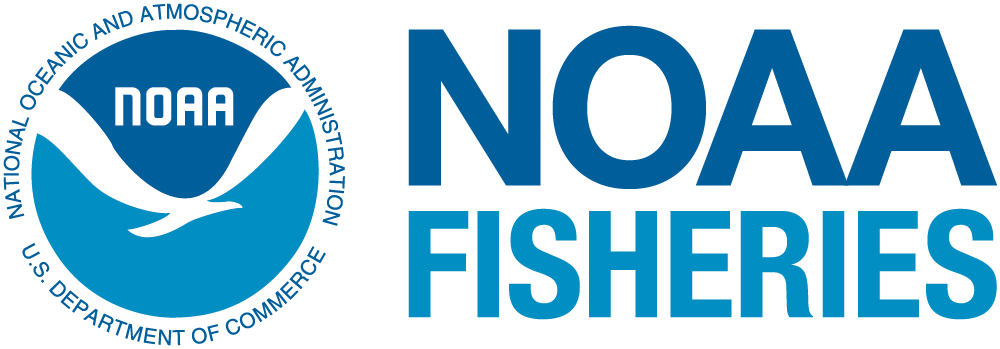 NATIONAL OCEANIC AND ATMOSPHERIC ADMINISTRATION
NOAA
U.S. DEPARTMENT OF COMMERCE
NOAA
FISHERIES